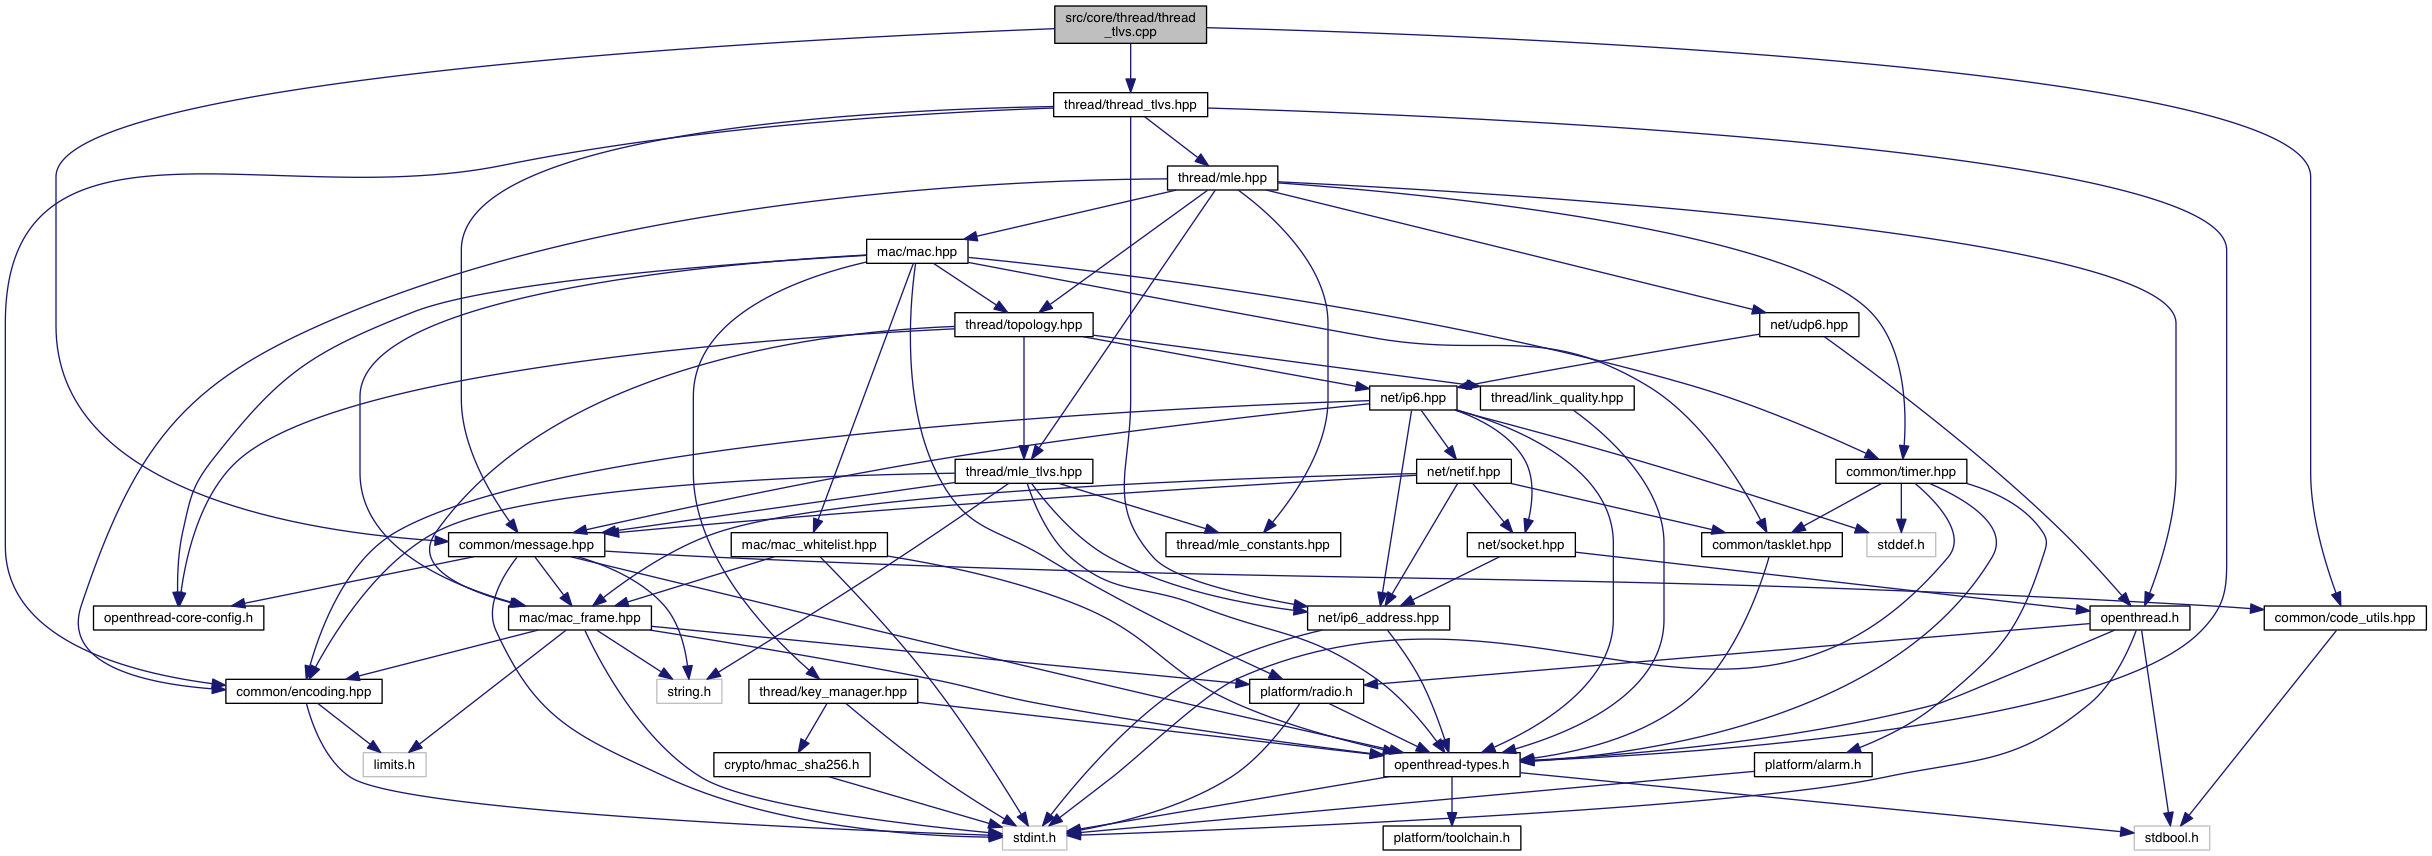 src/core/thread/thread
_tlvs.cpp
thread/thread_tlvs.hpp
thread/mle.hpp
mac/mac.hpp
thread/topology.hpp
net/udp6.hpp
net/ip6.hpp
thread/link_quality.hpp
thread/mle_tlvs.hpp
net/netif.hpp
common/timer.hpp
common/message.hpp
mac/mac_whitelist.hpp
thread/mle_constants.hpp
net/socket.hpp
common/tasklet.hpp
stddef.h
openthread-core-config.h
mac/mac_frame.hpp
net/ip6_address.hpp
openthread.h
common/code_utils.hpp
common/encoding.hpp
string.h
thread/key_manager.hpp
platform/radio.h
limits.h
crypto/hmac_sha256.h
openthread-types.h
platform/alarm.h
stdint.h
platform/toolchain.h
stdbool.h